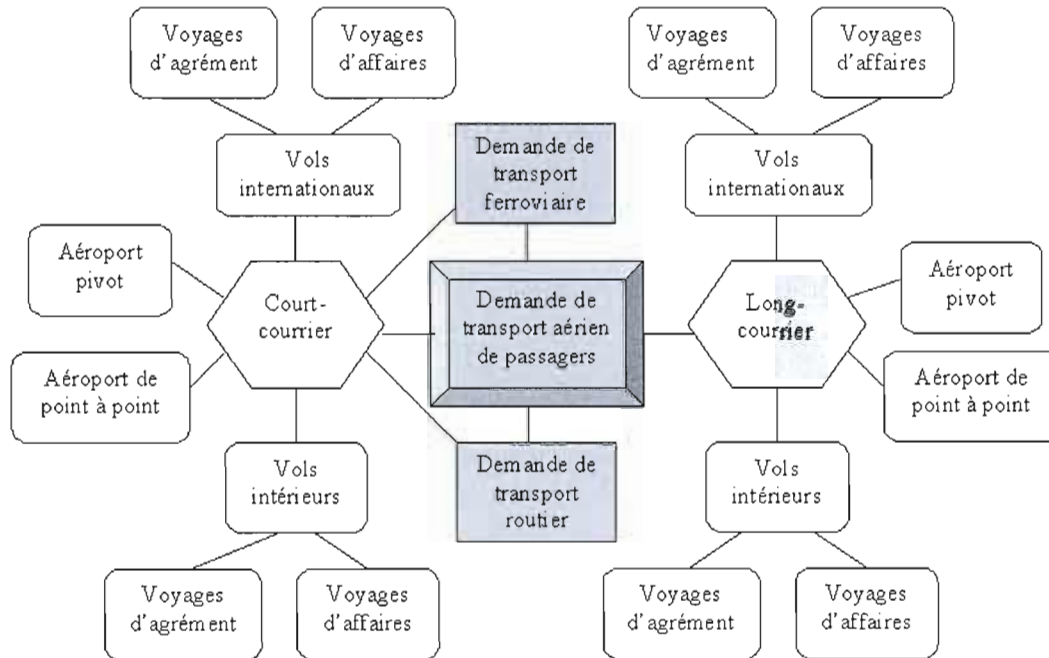 Voyages
d'agrément
Voyages
d'affaires
Voyages
d'agrément
Voyages
d'affaires
Vols
internationaux
Demande de
transport
ferroviaire
Vols
internationaux
Aéroport
pivot
Court-
courrier
Demande de
transport aérien
de passagers
Long-
courrier
Aéroport
pivot
Aéroport de
point à point
Aéroport de
point à point
Vols
intérieurs
Demande de
transport
routier
Vols
intérieurs
Voyages
d'agrément
Voyages
d'affaires
Voyages
d'agrément
Voyages
d'affaires